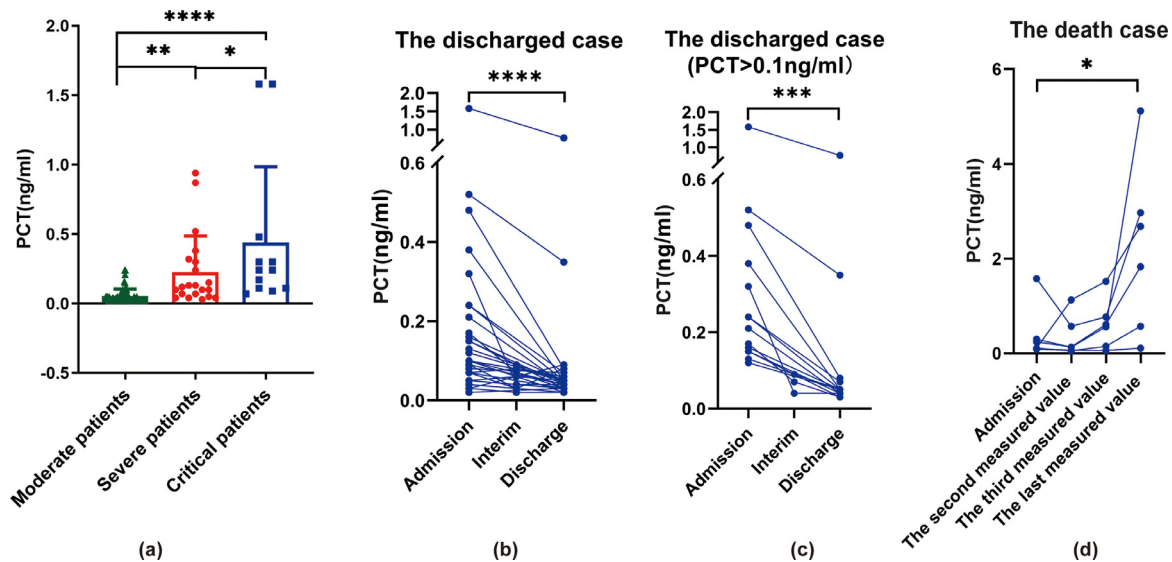 ****
**
*
PCT(ng/ml)
2.0
1.5
1.0
0.5
0.0
-0.5
Moderate patients
Severe patients
Critical patients
(a)
The discharged case
****
PCT(ng/ml)
2.0
1.5
1.0
0.6
0.4
0.2
0.0
Admission
Interim
Discharge
(b)
The discharged case
(PCT>0.1ng/ml）
***
PCT(ng/ml)
2.0
1.5
1.0
0.6
0.4
0.2
0.0
Admission
Interim
Discharge
(c)
The death case
*
PCT(ng/ml)
6
4
2
0
Admission
The second measured value
The third measured value
The last measured value
(d)